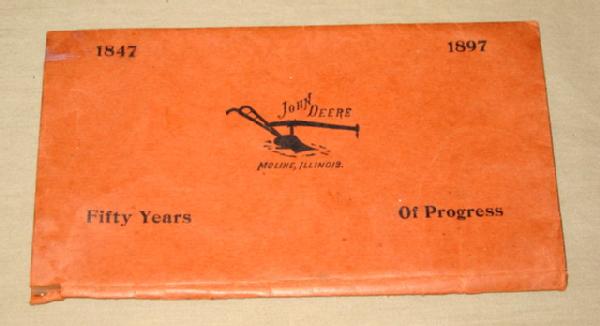 1847 1897
John Deere
Moline, Illinois.
Fifty Years Of Progress